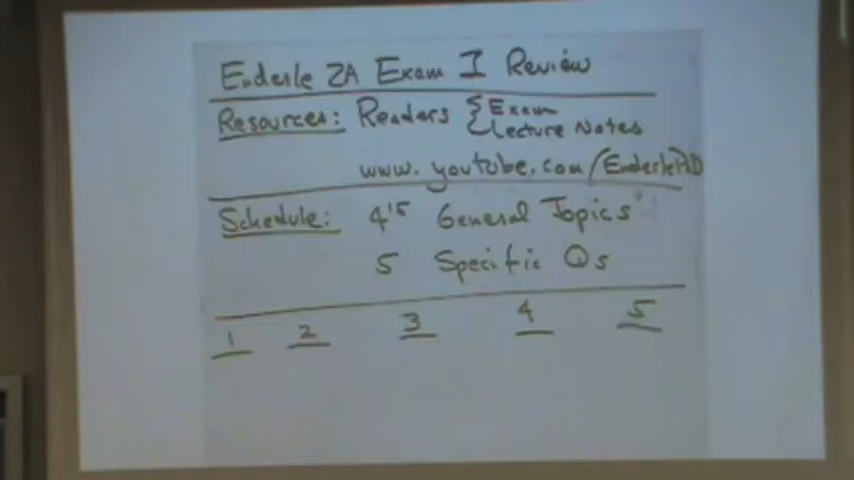 Enderle 2A Exam I Review
Resources: Readers { Exam
Lecture Notes
www.youtube.com/EnderlePhD
Schedule: 4:15 General Topics
5 Specific Qs
1 2 3 4 5